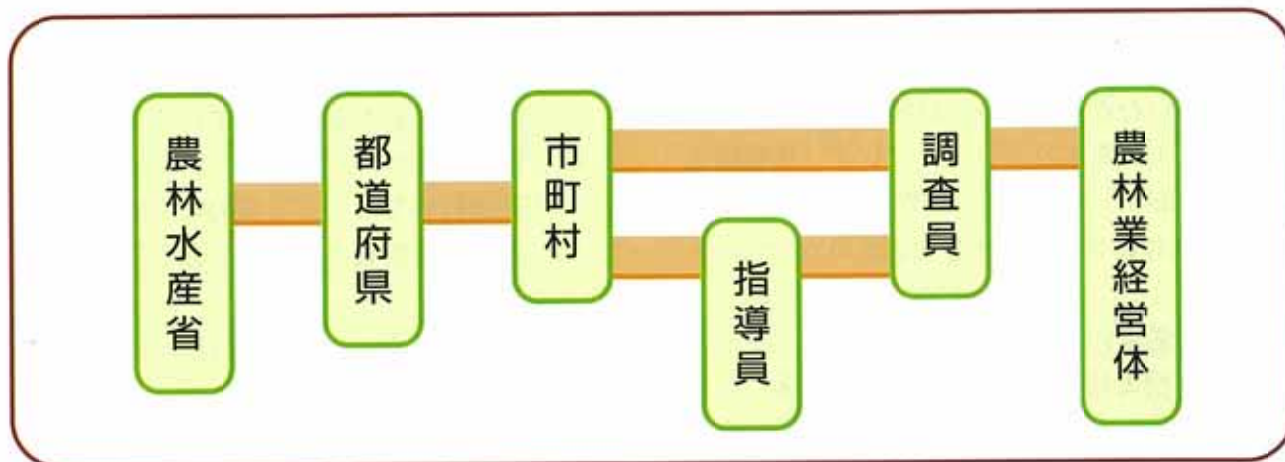 農林水産省
都道府県
市町村
指導員
調査員
農林業経営体